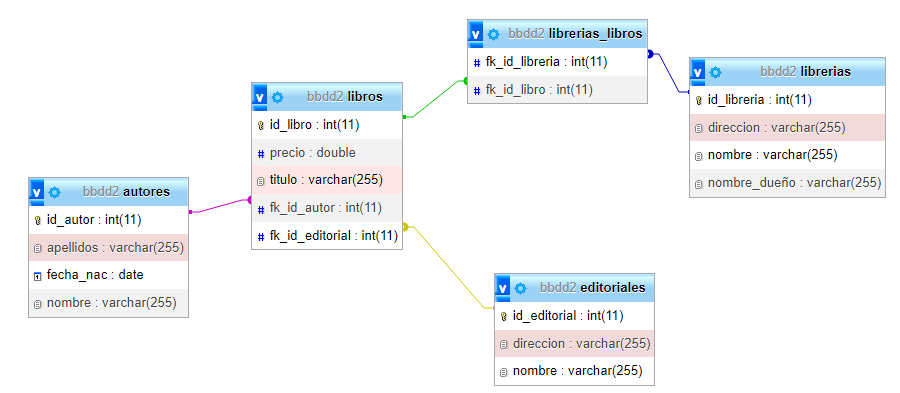 v bbdd2 librerias_libros
# fk_id_libreria : int(11)
# fk_id_libro : int(11)
v bbdd2 librerias
id_libreria : int(11)
direccion : varchar(255)
nombre : varchar(255)
nombre_dueño : varchar(255)
v bbdd2 libros
id_libro : int(11)
# precio : double
titulo : varchar(255)
# fk_id_autor : int(11)
# fk_id_editorial : int(11)
v bbdd2 autores
id_autor : int(11)
apellidos : varchar(255)
fecha_nac : date
nombre : varchar(255)
v bbdd2 editoriales
id_editorial : int(11)
direccion : varchar(255)
nombre : varchar(255)